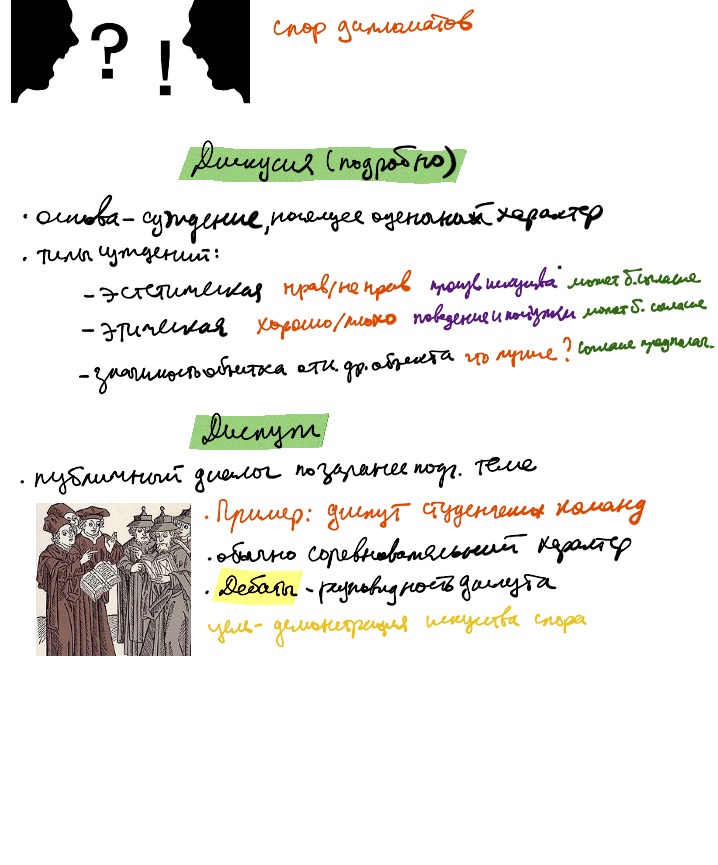 ? !
спор дипломатов
Дискусия (подробно)
· основа – суждение, носящее оценочный характер
· типы суждений:
– эстетическая прав/не прав произв искусства может б. согласие
– этическая хорошо/плохо поведение и поступки может б. согласие
– значимость объекта отн. др. объекта что лучше? согласие предполаг.
Диспут
· публичный диалог по заранее подг. теме
· Пример: диспут студенческих команд
· обычно соревновательный характер
· Дебаты – разновидность диспута
цель – демонстрация искусства спора